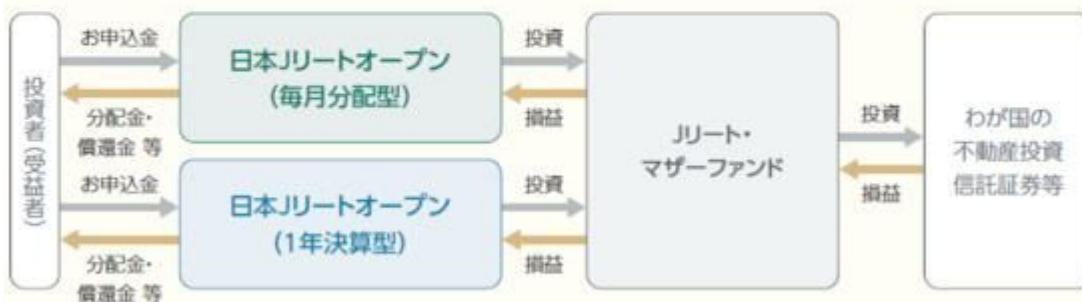 投資者（受益者）
お申込金
分配金・
償還金 等
お申込金
分配金・
償還金 等
日本Jリートオープン
（毎月分配型）
日本Jリートオープン
（1年決算型）
投資
損益
投資
損益
Jリート・
マザーファンド
投資
損益
わが国の
不動産投資
信託証券等